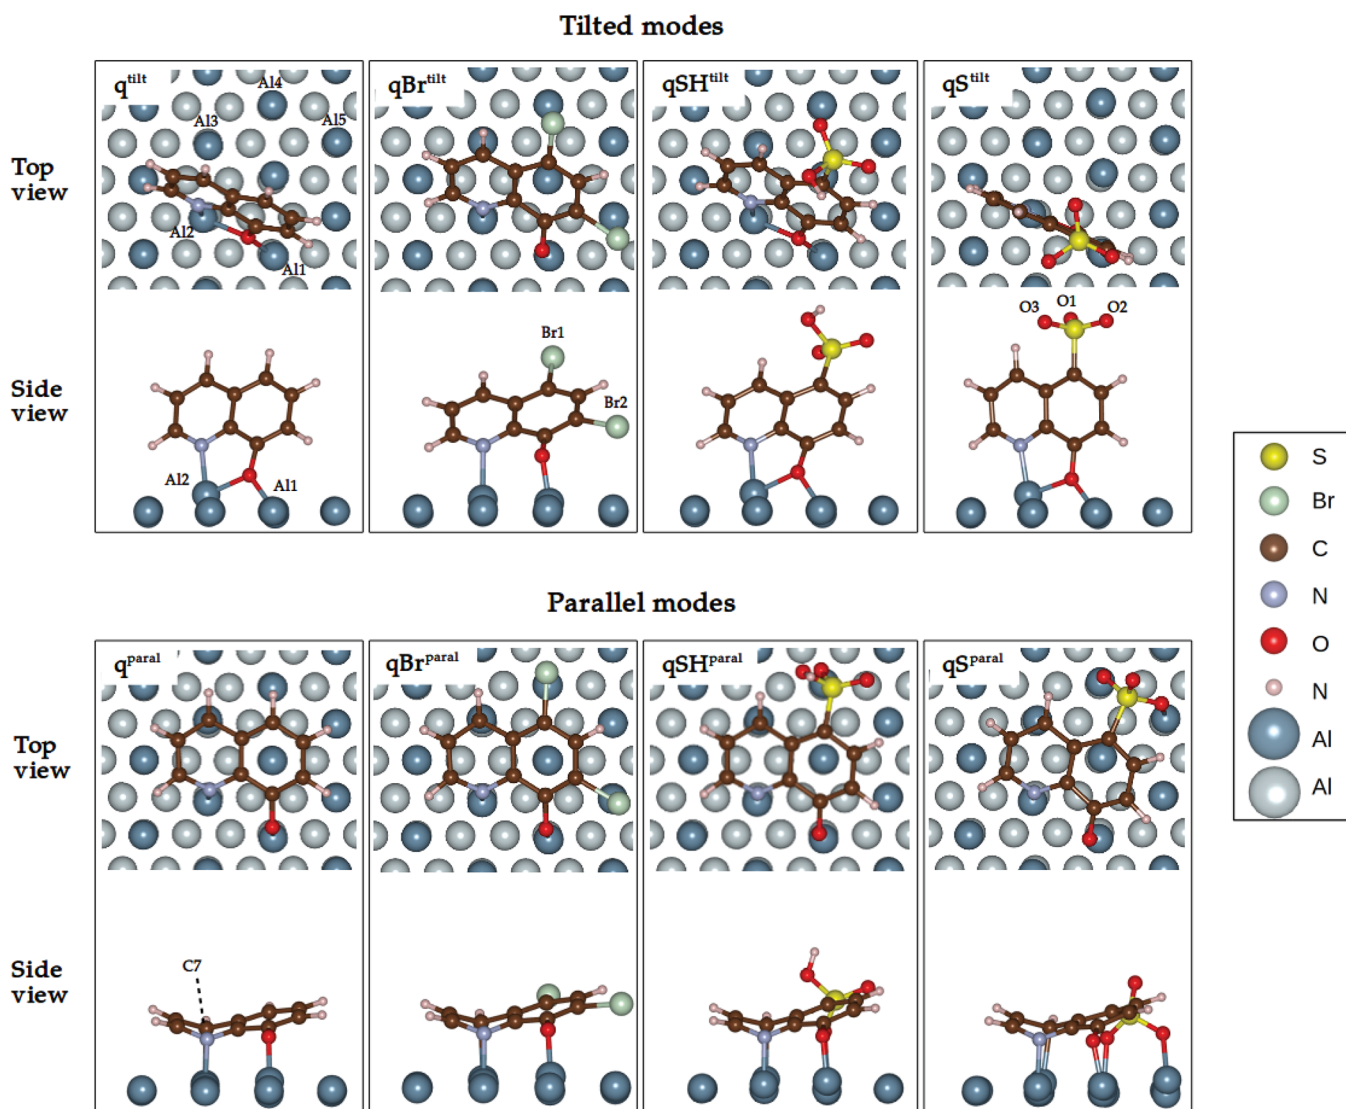 Tilted modes
q^tilt
qBr^tilt
qSH^tilt
qS^tilt
Al4
Al3
Al5
Al2
Al1
Top
view
Side
view
Al2
Al1
Br1
Br2
O3
O1
O2
S
Br
C
N
O
N
Al
Al
Parallel modes
q^paral
qBr^paral
qSH^paral
qS^paral
Top
view
Side
view
C7